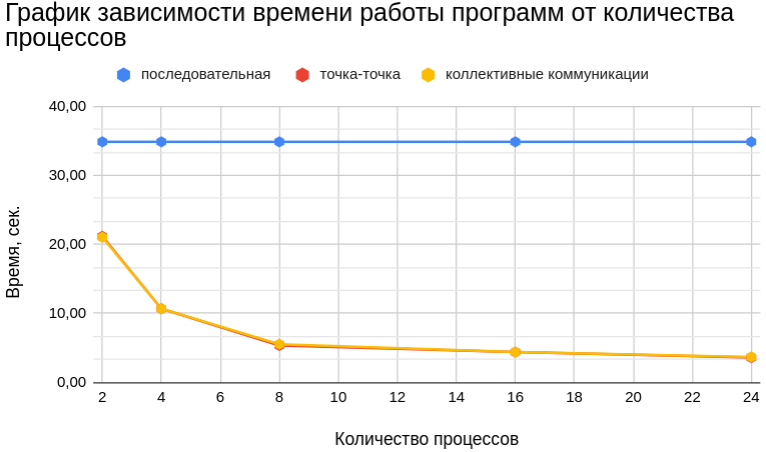 График зависимости времени работы программ от количества
процессов
последовательная точка-точка коллективные коммуникации
40,00
30,00
20,00
10,00
0,00
Время, сек.
2 4 6 8 10 12 14 16 18 20 22 24
Количество процессов